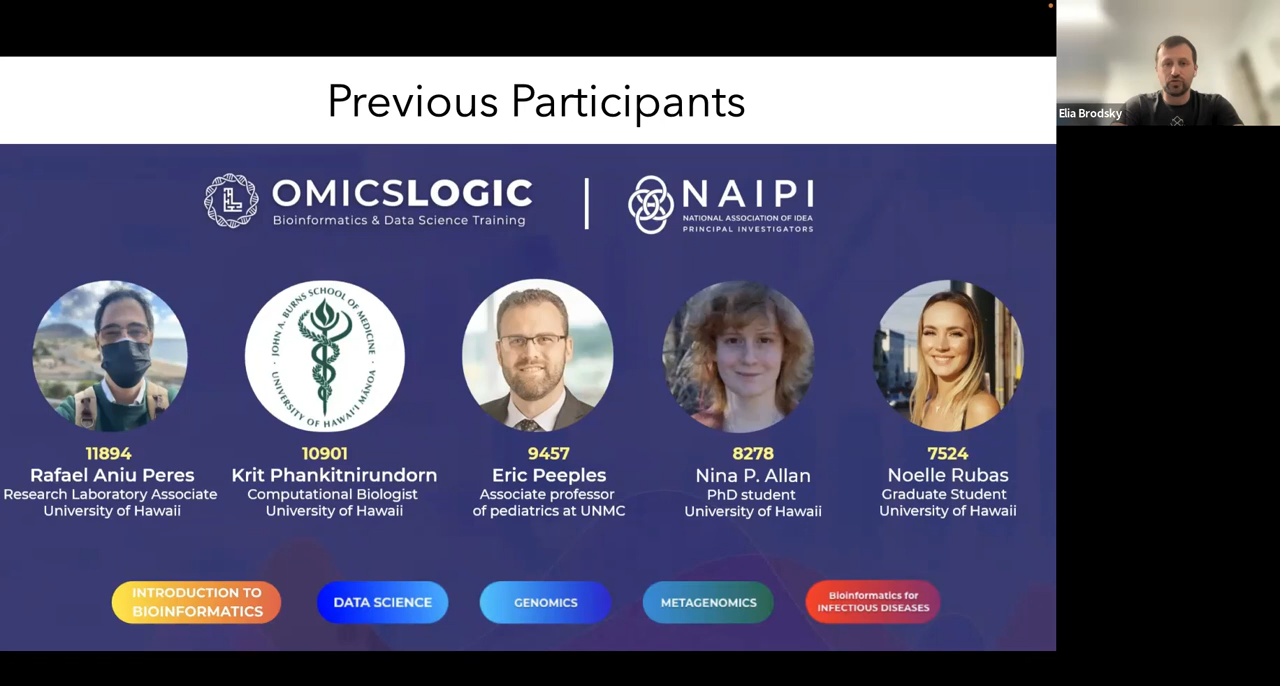 Previous Participants
Elia Brodsky
OMICSLOGIC
Bioinformatics & Data Science Training
NAIPI
NATIONAL ASSOCIATION OF IDEA
PRINCIPAL INVESTIGATORS
JOHN A. BURNS SCHOOL OF MEDICINE
UNIVERSITY OF HAWAI'I MĀNOA
11894
Rafael Aniu Peres
Research Laboratory Associate
University of Hawaii
10901
Krit Phankitnirundorn
Computational Biologist
University of Hawaii
9457
Eric Peeples
Associate professor
of pediatrics at UNMC
8278
Nina P. Allan
PhD student
University of Hawaii
7524
Noelle Rubas
Graduate Student
University of Hawaii
INTRODUCTION TO
BIOINFORMATICS
DATA SCIENCE
GENOMICS
METAGENOMICS
Bioinformatics for
INFECTIOUS DISEASES